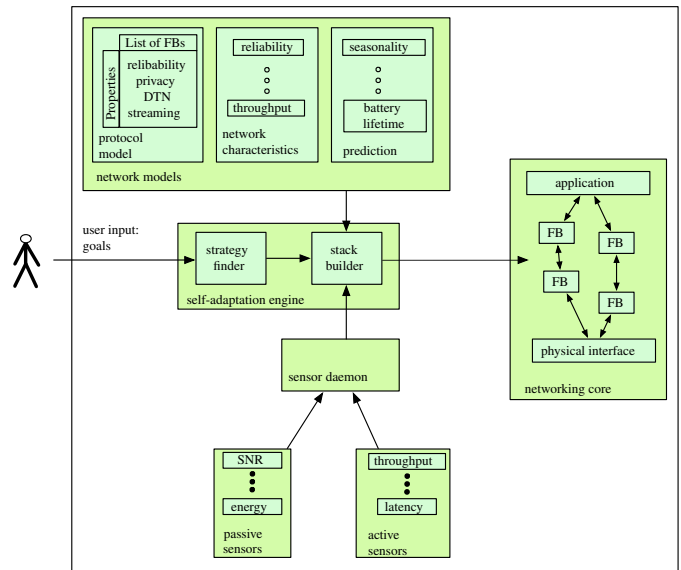 List of FBs
Properties
relibability
privacy
DTN
streaming
protocol
model
reliability
throughput
network
characteristics
seasonality
battery
lifetime
prediction
network models
user input:
goals
strategy
finder
stack
builder
self-adaptation engine
application
FB
FB
FB
FB
physical interface
networking core
sensor daemon
SNR
energy
passive
sensors
throughput
latency
active
sensors